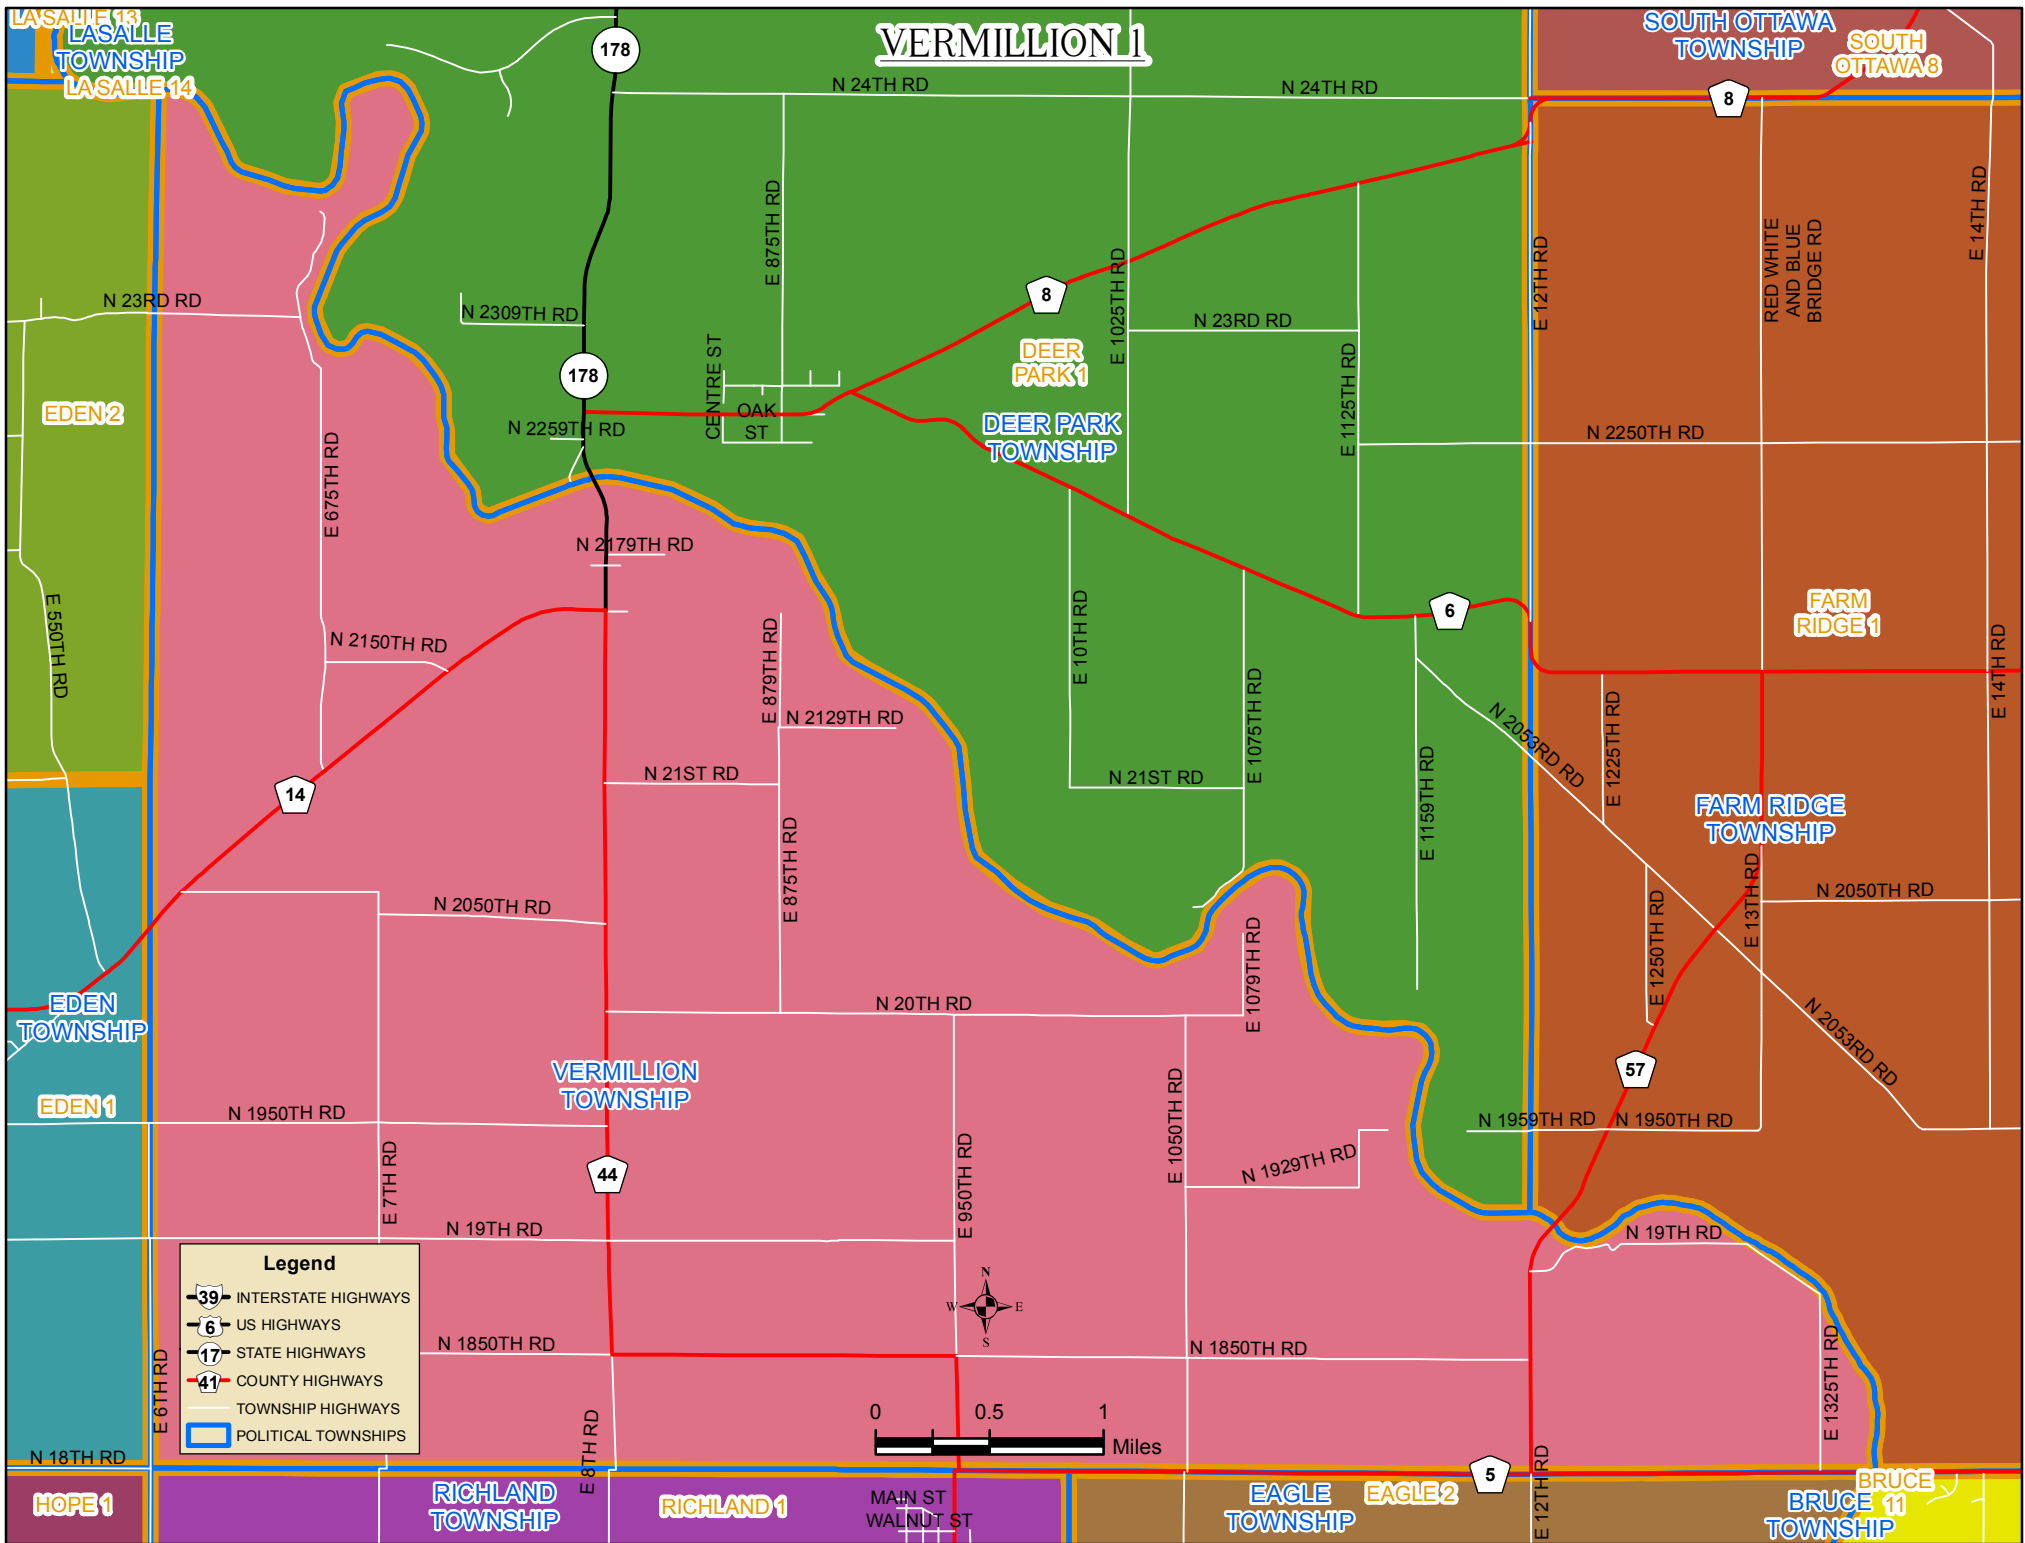 VERMILLION 1
LA SALLE 13
LASALLE
TOWNSHIP
LA SALLE 14
178
SOUTH OTTAWA
TOWNSHIP
SOUTH
OTTAWA 8
N 24TH RD
N 24TH RD
8
E 875TH RD
E 14TH RD
RED WHITE
AND BLUE
BRIDGE RD
E 12TH RD
E 1025TH RD
N 23RD RD
N 2309TH RD
8
N 23RD RD
178
CENTRE ST
DEER
PARK 1
E 1125TH RD
EDEN 2
OAK
ST
N 2259TH RD
DEER PARK
TOWNSHIP
N 2250TH RD
E 675TH RD
N 2179TH RD
E 550TH RD
N 2150TH RD
E 10TH RD
6
FARM
RIDGE 1
E 879TH RD
N 2129TH RD
E 1075TH RD
E 14TH RD
N 2053RD RD
E 1225TH RD
N 21ST RD
N 21ST RD
E 1159TH RD
14
FARM RIDGE
TOWNSHIP
E 875TH RD
N 2050TH RD
E 13TH RD
N 2050TH RD
E 1250TH RD
E 1079TH RD
N 20TH RD
EDEN
TOWNSHIP
N 2053RD RD
57
VERMILLION
TOWNSHIP
EDEN 1
N 1950TH RD
E 1050TH RD
N 1959TH RD
N 1950TH RD
44
E 7TH RD
E 950TH RD
N 1929TH RD
N 19TH RD
N 19TH RD
Legend
39 INTERSTATE HIGHWAYS
6 US HIGHWAYS
17 STATE HIGHWAYS
41 COUNTY HIGHWAYS
TOWNSHIP HIGHWAYS
POLITICAL TOWNSHIPS
N
W E
S
N 1850TH RD
N 1850TH RD
E 6TH RD
E 8TH RD
E 1325TH RD
0 0.5 1
Miles
N 18TH RD
5
E 12TH RD
HOPE 1
RICHLAND
TOWNSHIP
RICHLAND 1
MAIN ST
WALNUT ST
EAGLE
TOWNSHIP
EAGLE 2
BRUCE
11
BRUCE
TOWNSHIP